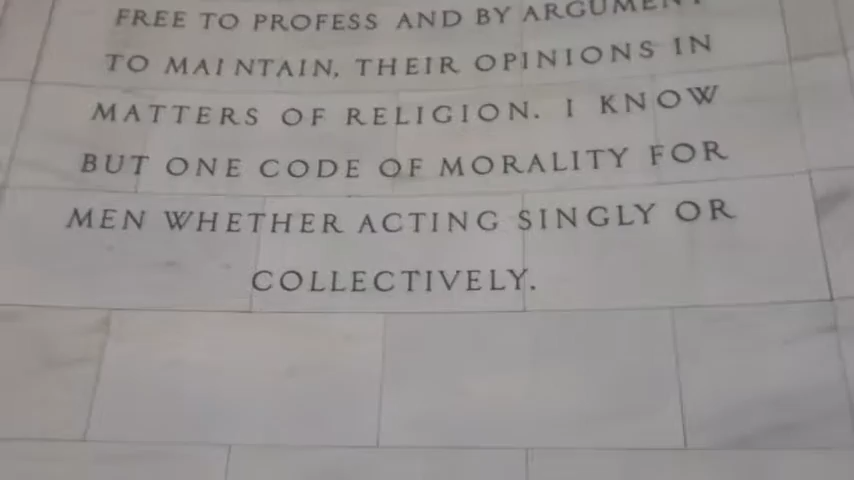 FREE TO PROFESS AND BY ARGUMENT
TO MAINTAIN, THEIR OPINIONS IN
MATTERS OF RELIGION. I KNOW
BUT ONE CODE OF MORALITY FOR
MEN WHETHER ACTING SINGLY OR
COLLECTIVELY.